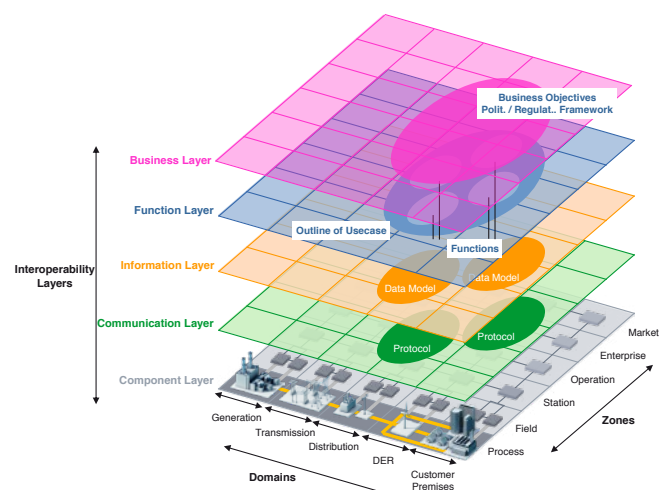 Business Objectives
Polit. / Regulat.. Framework
Business Layer
Function Layer
Outline of Usecase
Functions
Interoperability
Layers
Information Layer
Data Model
Data Model
Communication Layer
Protocol
Protocol
Component Layer
Market
Enterprise
Operation
Station
Field
Process
Zones
Generation
Transmission
Distribution
DER
Customer
Premises
Domains